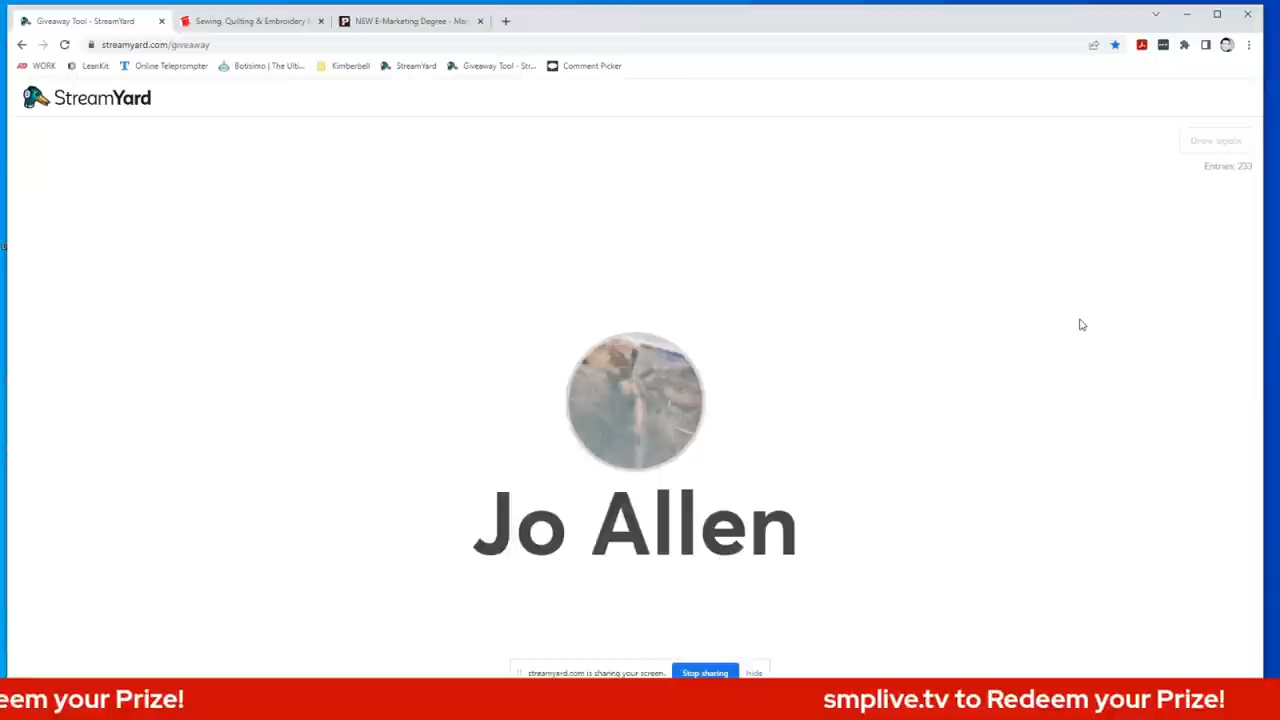 Giveaway Tool - StreamYard
Sewing, Quilting & Embroidery
NEW E-Marketing Degree - Mar
streamyard.com/giveaway
WORK
LeanKit
Online Teleprompter
Botisimo | The Ulti...
Kimberbell
StreamYard
Giveaway Tool - Str...
Comment Picker
StreamYard
Draw again
Entries: 233
Jo Allen
streamyard.com is sharing your screen.
Stop sharing
Hide
eem your Prize!
smplive.tv to Redeem your Prize!